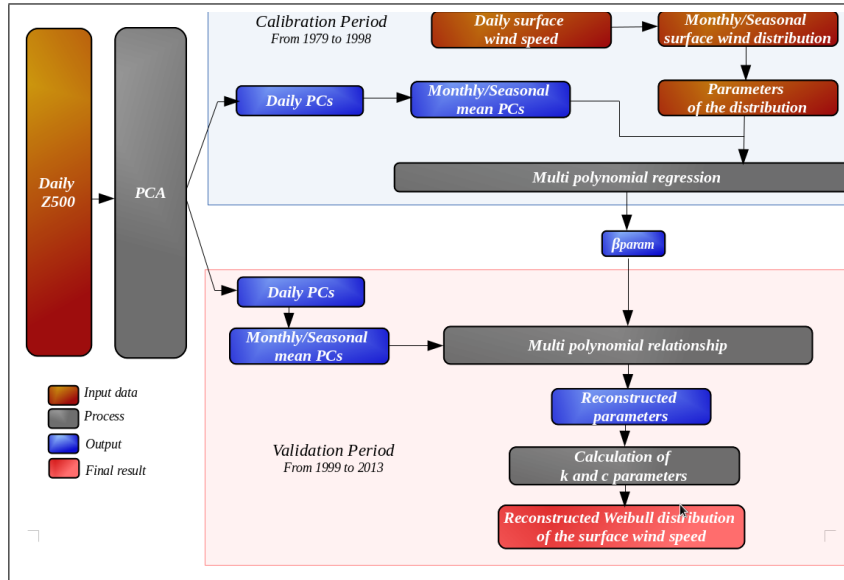 Calibration Period
From 1979 to 1998
Daily surface
wind speed
Monthly/Seasonal
surface wind distribution
Daily PCs
Monthly/Seasonal
mean PCs
Parameters
of the distribution
Daily
Z500
PCA
Multi polynomial regression
βparam
Daily PCs
Monthly/Seasonal
mean PCs
Multi polynomial relationship
Reconstructed
parameters
Calculation of
k and c parameters
Reconstructed Weibull distribution
of the surface wind speed
Validation Period
From 1999 to 2013
Input data
Process
Output
Final result